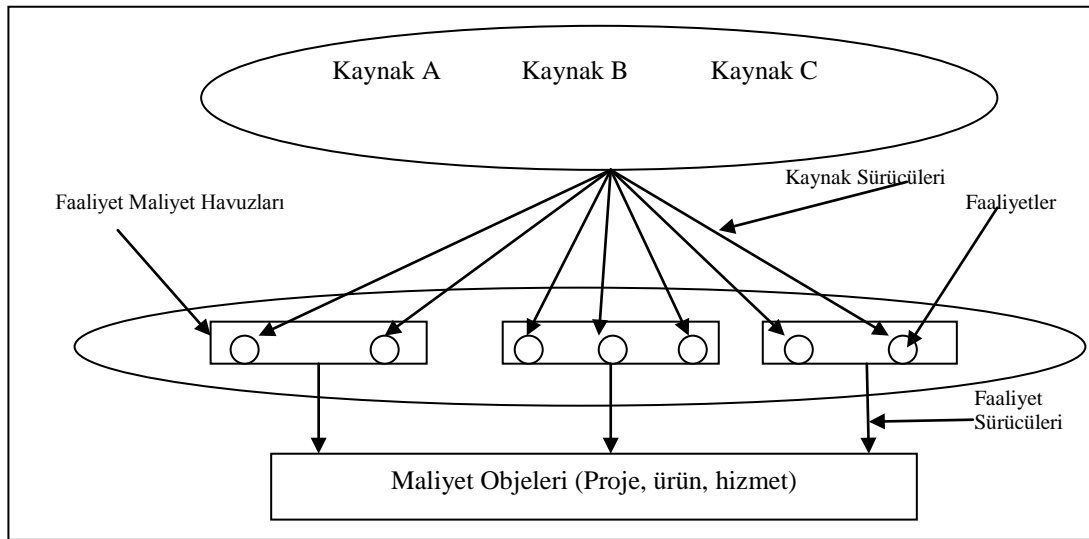 Kaynak A Kaynak B Kaynak C
Kaynak Sürücüleri
Faaliyet Maliyet Havuzları
Faaliyetler
Faaliyet
Sürücüleri
Maliyet Objeleri (Proje, ürün, hizmet)